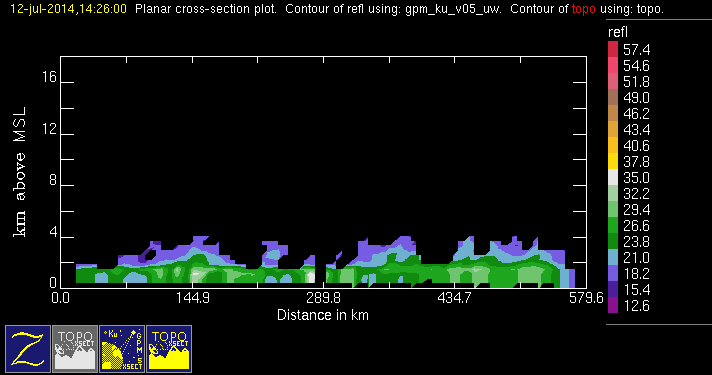 12-jul-2014,14:26:00 Planar cross-section plot. Contour of refl using: gpm_ku_v05_uw. Contour of topo using: topo.
refl
57.4
54.6
51.8
49.0
46.2
43.4
40.6
37.8
35.0
32.2
29.4
26.6
23.8
21.0
18.2
15.4
12.6
km above MSL
16
12
8
4
0
0.0 144.9 289.8 434.7 579.6
Distance in km
Z
TOPO
XSECT
"Ku"
GPM'S
XSECT
TOPO
XSECT